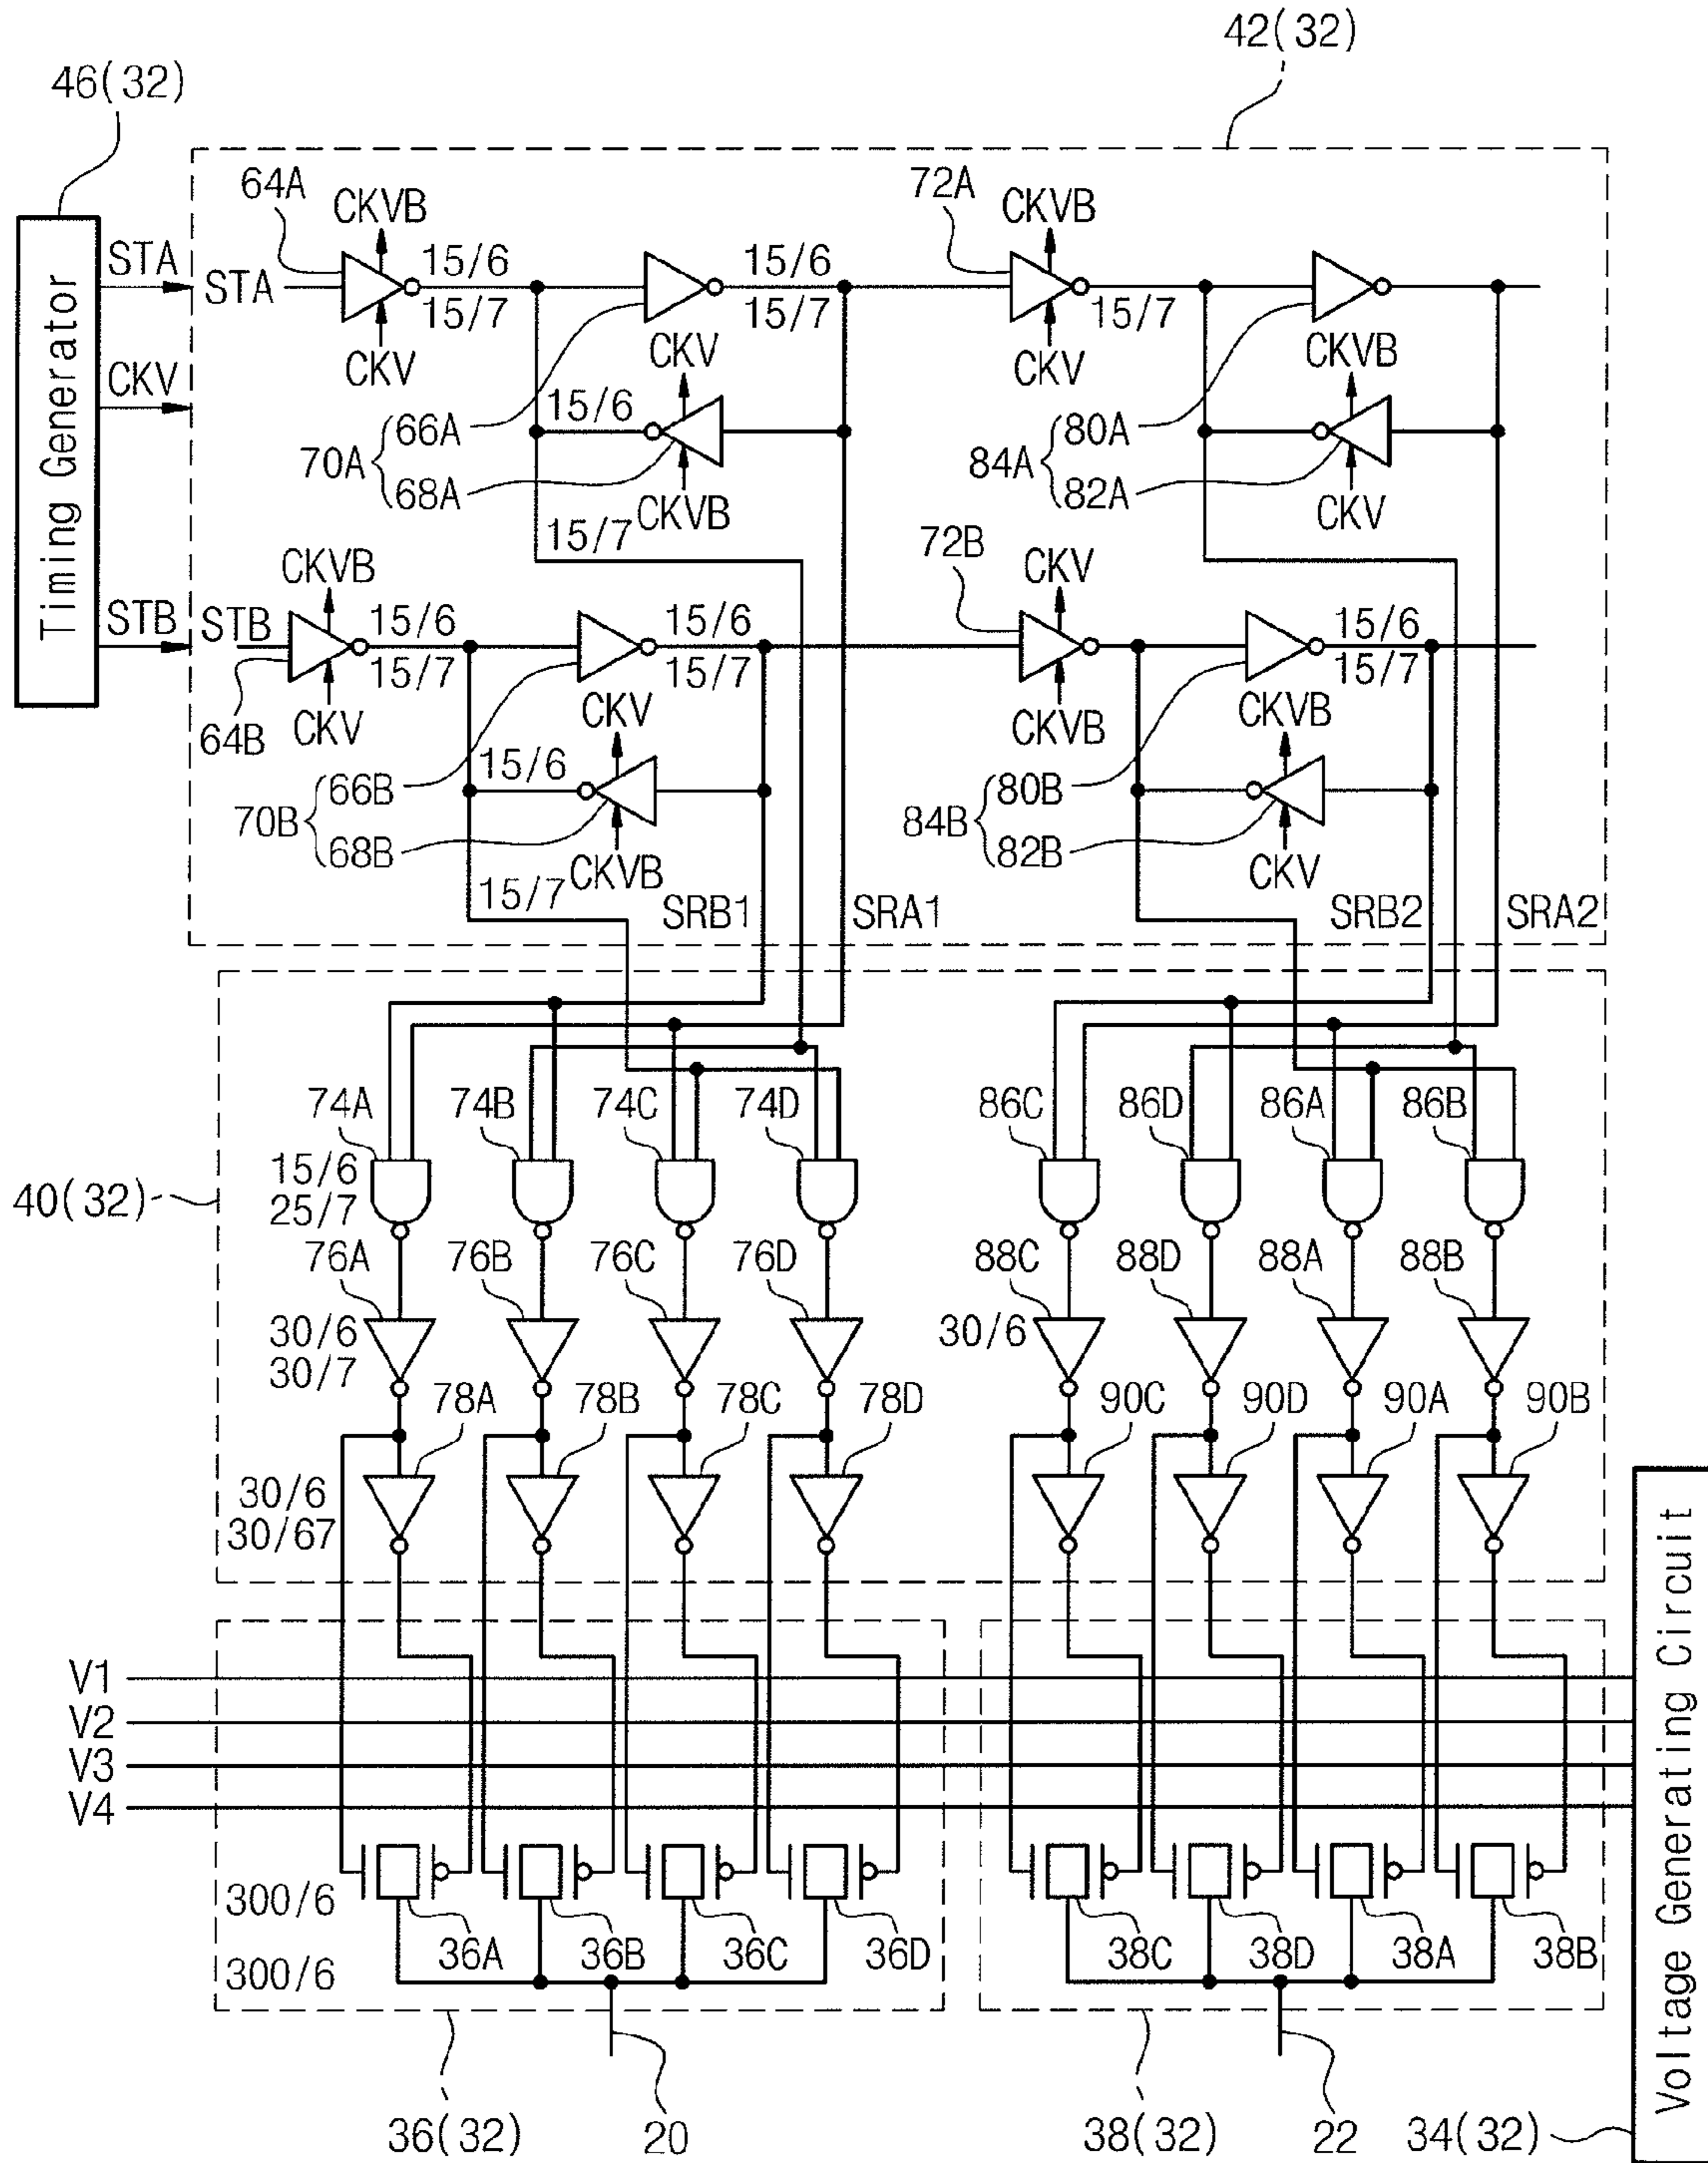 42(32)
46(32)
Timing Generator
STA
CKV
STB
64A
CKVB
STA
15/6
15/7
CKV
15/6
15/7
72A
CKVB
15/7
CKV
CKV
15/6
70A
66A
68A
CKVB
15/7
CKVB
84A
80A
82A
CKV
STB
CKVB
15/6
15/7
64B
CKV
15/6
15/7
72B
CKV
CKVB
15/6
15/7
CKV
15/6
70B
66B
68B
CKVB
15/7
CKVB
84B
80B
82B
CKV
SRB1
SRA1
SRB2
SRA2
40(32)
74A
74B
74C
74D
86C
86D
86A
86B
15/6
25/7
76A
76B
76C
76D
88C
88D
88A
88B
30/6
30/7
30/6
78A
78B
78C
78D
90C
90D
90A
90B
30/6
30/67
V1
V2
V3
V4
Voltage Generating Circuit
300/6
300/6
36A
36B
36C
36D
38C
38D
38A
38B
36(32)
20
38(32)
22
34(32)